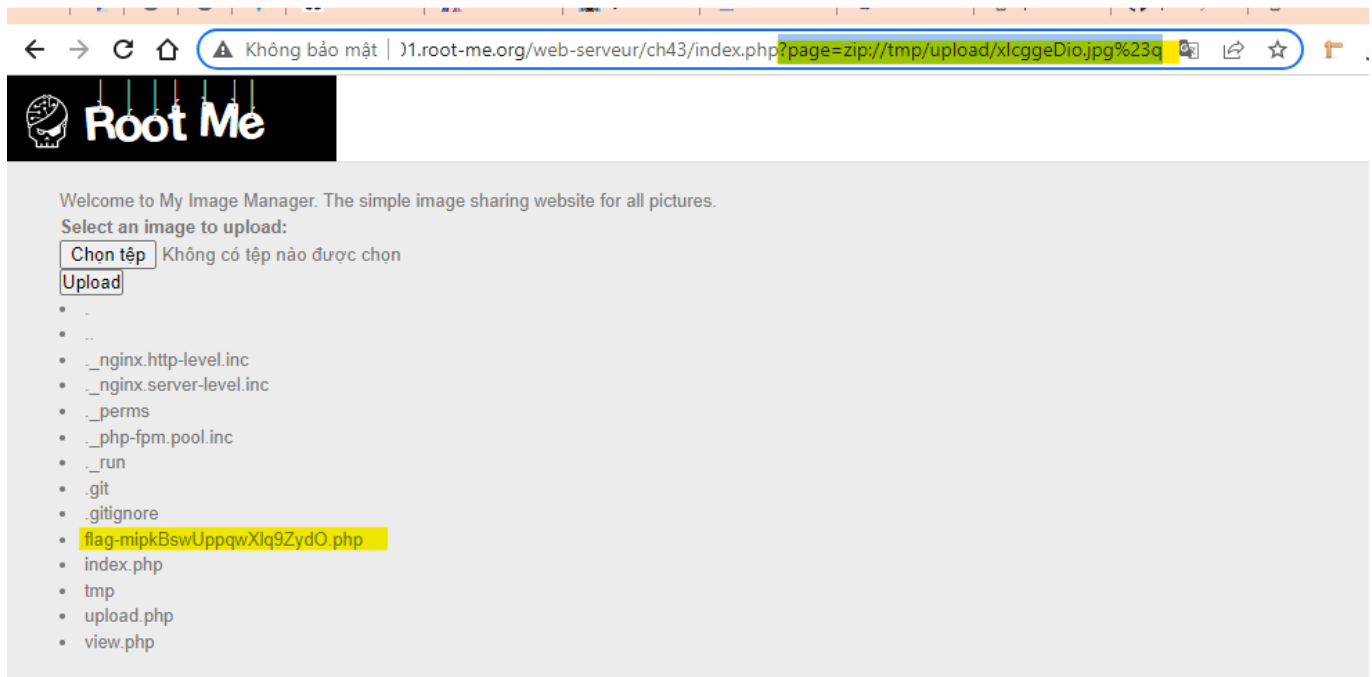 Không bảo mật | 01.root-me.org/web-serveur/ch43/index.php?page=zip://tmp/upload/xlcggeDio.jpg%23q
Root Me
Welcome to My Image Manager. The simple image sharing website for all pictures.
Select an image to upload:
Chọn tệp Không có tệp nào được chọn
Upload
.
..
._nginx.http-level.inc
._nginx.server-level.inc
._perms
._php-fpm.pool.inc
._run
.git
.gitignore
flag-mipkBswUppqwXlq9ZydO.php
index.php
tmp
upload.php
view.php